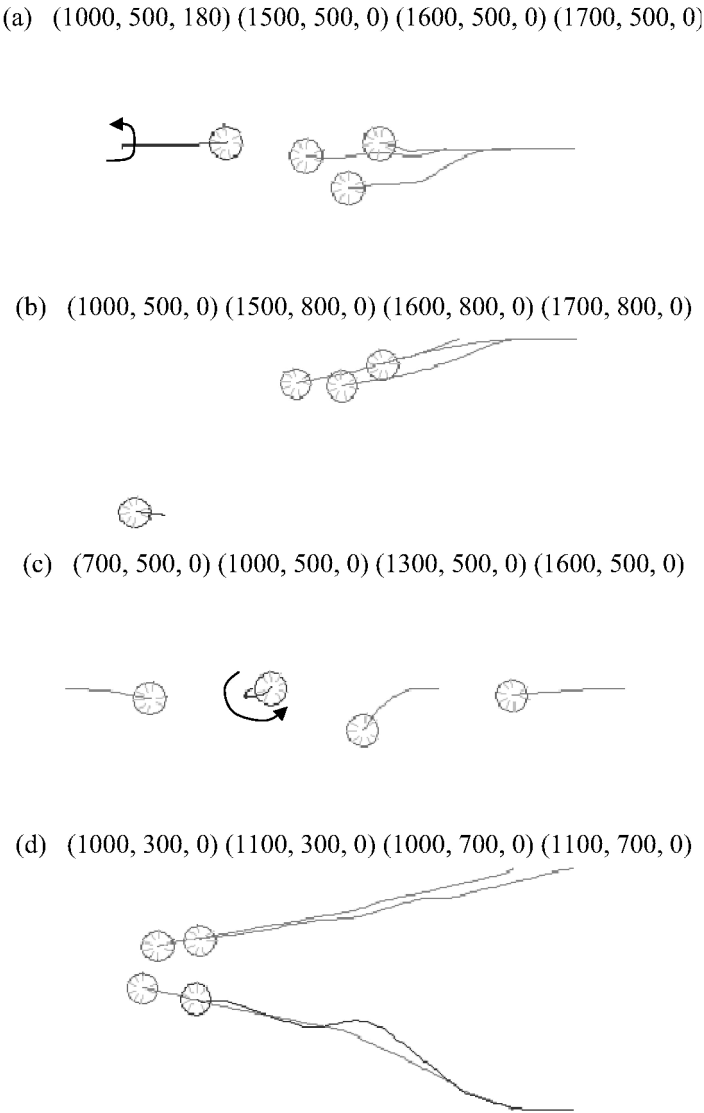 (a) (1000, 500, 180) (1500, 500, 0) (1600, 500, 0) (1700, 500, 0)
(b) (1000, 500, 0) (1500, 800, 0) (1600, 800, 0) (1700, 800, 0)
(c) (700, 500, 0) (1000, 500, 0) (1300, 500, 0) (1600, 500, 0)
(d) (1000, 300, 0) (1100, 300, 0) (1000, 700, 0) (1100, 700, 0)